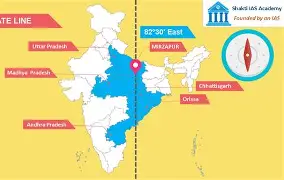 ATE LINE
Shakti IAS Academy
Founded by an IAS
82°30' East
MIRZAPUR
Uttar Pradesh
Madhya Pradesh
Chhattisgarh
Orissa
Andhra Pradesh